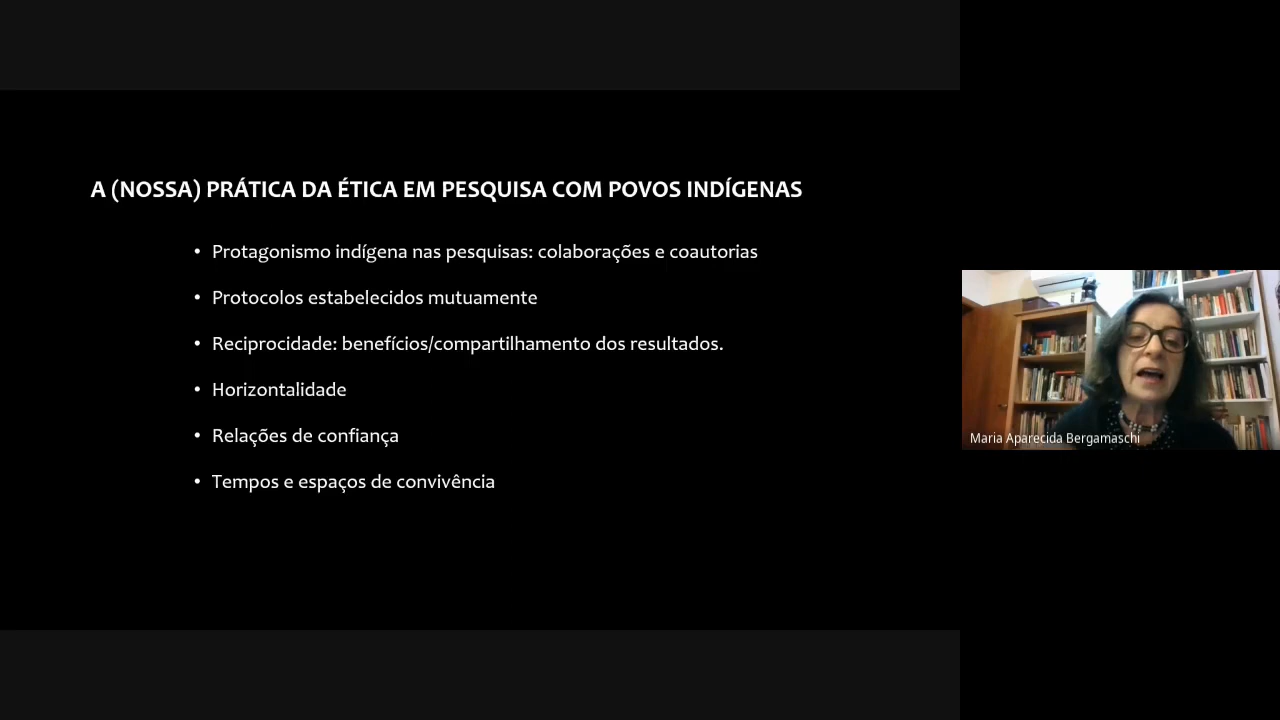 A (NOSSA) PRÁTICA DA ÉTICA EM PESQUISA COM POVOS INDÍGENAS
• Protagonismo indígena nas pesquisas: colaborações e coautorias
• Protocolos estabelecidos mutuamente
• Reciprocidade: benefícios/compartilhamento dos resultados.
• Horizontalidade
• Relações de confiança
• Tempos e espaços de convivência
Maria Aparecida Bergamaschi